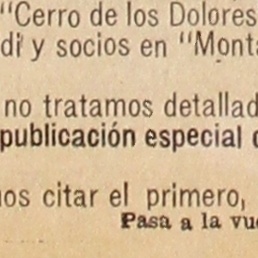 "Cerro de los Dolores
di y socios en "Mont
no tratamos detallad
publicación especial
os citar el primero,
Pasa a la vue